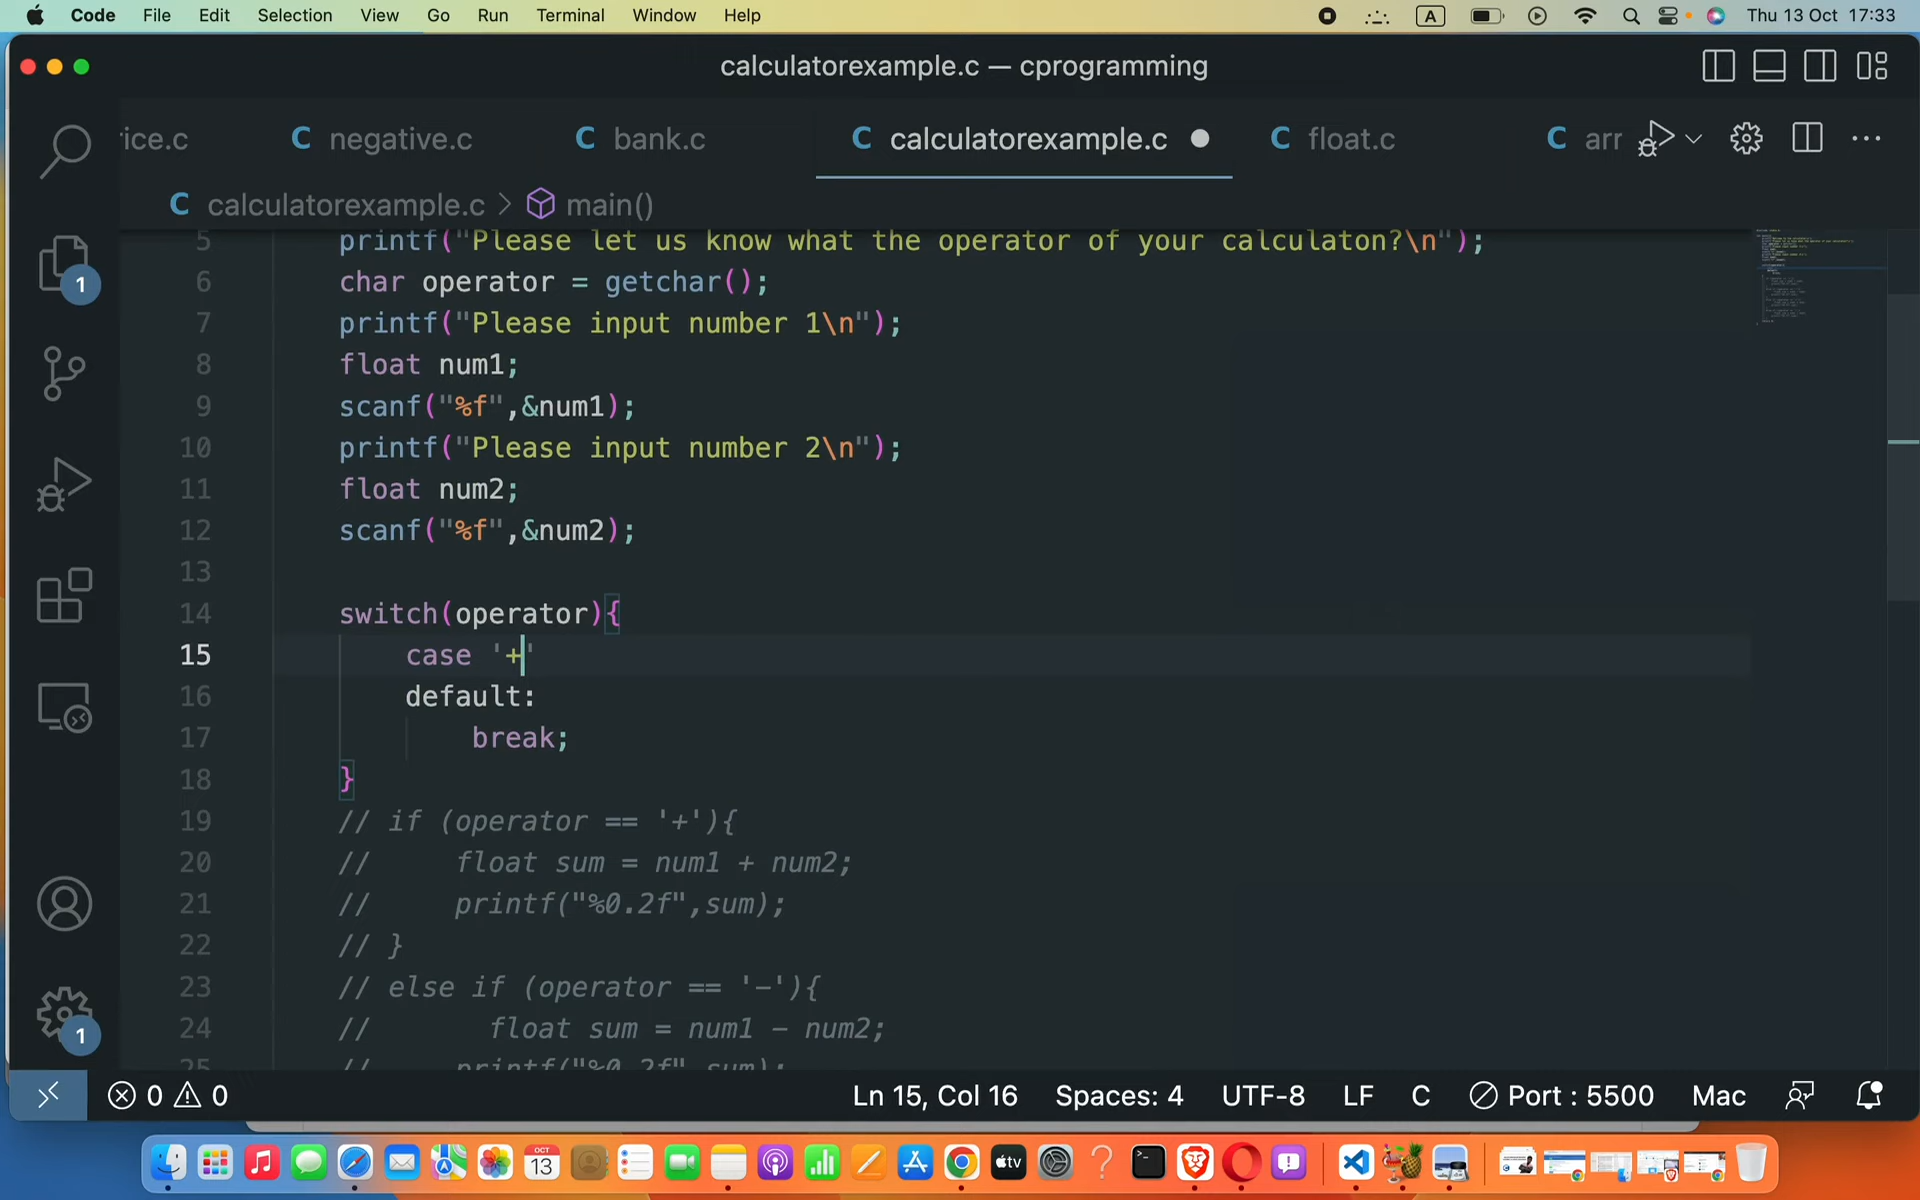 Code File Edit Selection View Go Run Terminal Window Help A Thu 13 Oct 17:33
calculatorexample.c — cprogramming
rice.c C negative.c C bank.c C calculatorexample.c C float.c C arr
C calculatorexample.c > main()
5 printf("Please let us know what the operator of your calculaton?\n");
6 char operator = getchar();
7 printf("Please input number 1\n");
8 float num1;
9 scanf("%f",&num1);
10 printf("Please input number 2\n");
11 float num2;
12 scanf("%f",&num2);
13
14 switch(operator){
15 case '+'
16 default:
17 break;
18 }
19 // if (operator == '+'){
20 // float sum = num1 + num2;
21 // printf("%0.2f",sum);
22 // }
23 // else if (operator == '-'){
24 // float sum = num1 - num2;
25 // printf("%0.2f",sum);
1
1
0 0 Ln 15, Col 16 Spaces: 4 UTF-8 LF C Port : 5500 Mac
OCT
13
tv